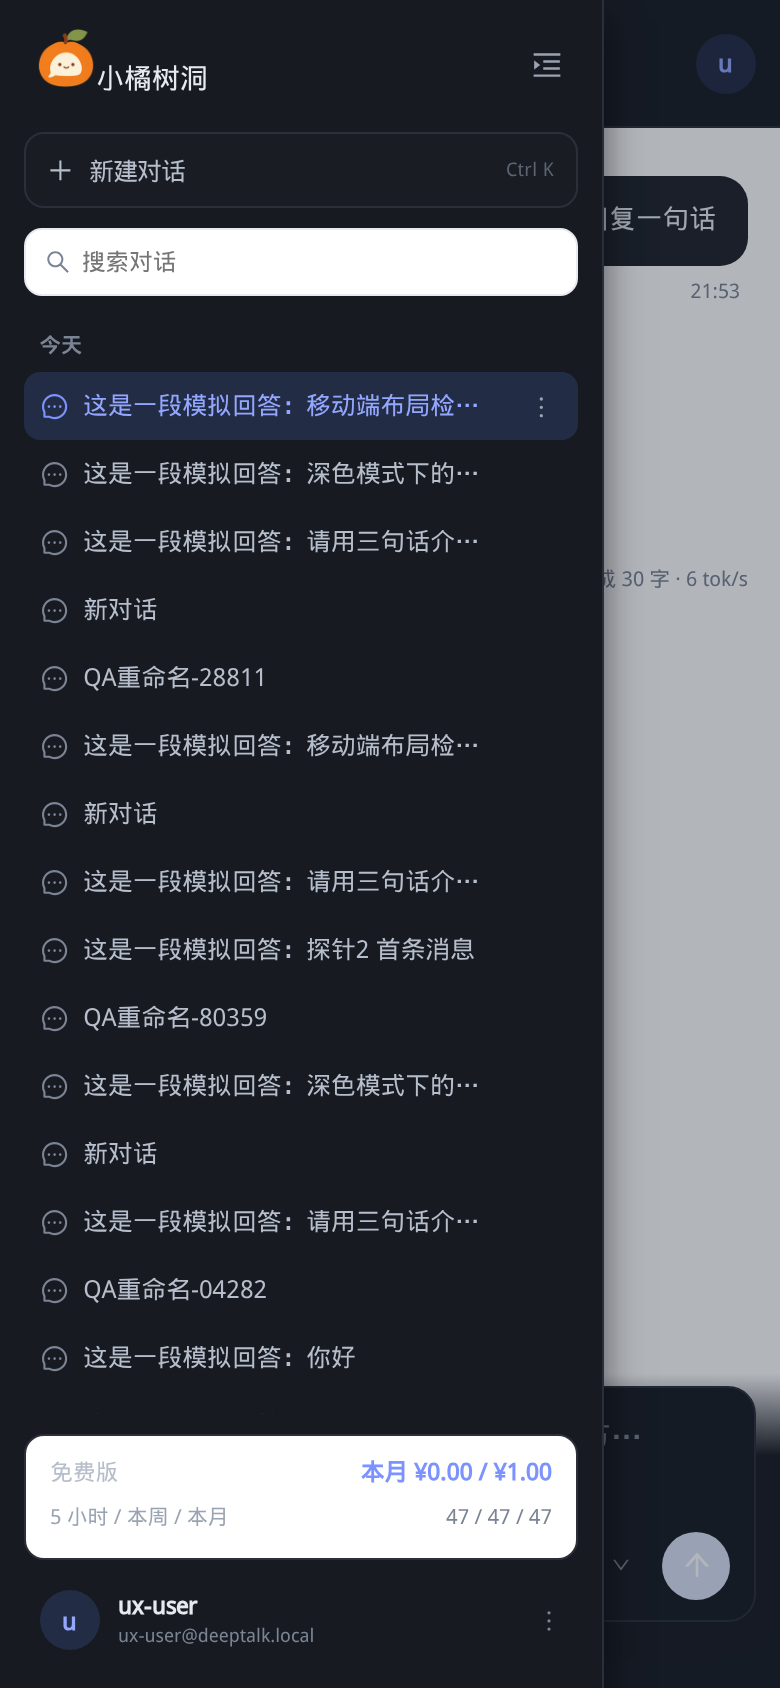 小橘树洞
u
新建对话 Ctrl K
搜索对话
回复一句话
21:53
今天
这是一段模拟回答：移动端布局检…
这是一段模拟回答：深色模式下的…
这是一段模拟回答：请用三句话介…
30 字 · 6 tok/s
新对话
QA重命名-28811
这是一段模拟回答：移动端布局检…
新对话
这是一段模拟回答：请用三句话介…
这是一段模拟回答：探针2 首条消息
QA重命名-80359
这是一段模拟回答：深色模式下的…
新对话
这是一段模拟回答：请用三句话介…
QA重命名-04282
这是一段模拟回答：你好
免费版 本月 ¥0.00 / ¥1.00
5 小时 / 本周 / 本月 47 / 47 / 47
u
ux-user
ux-user@deeptalk.local